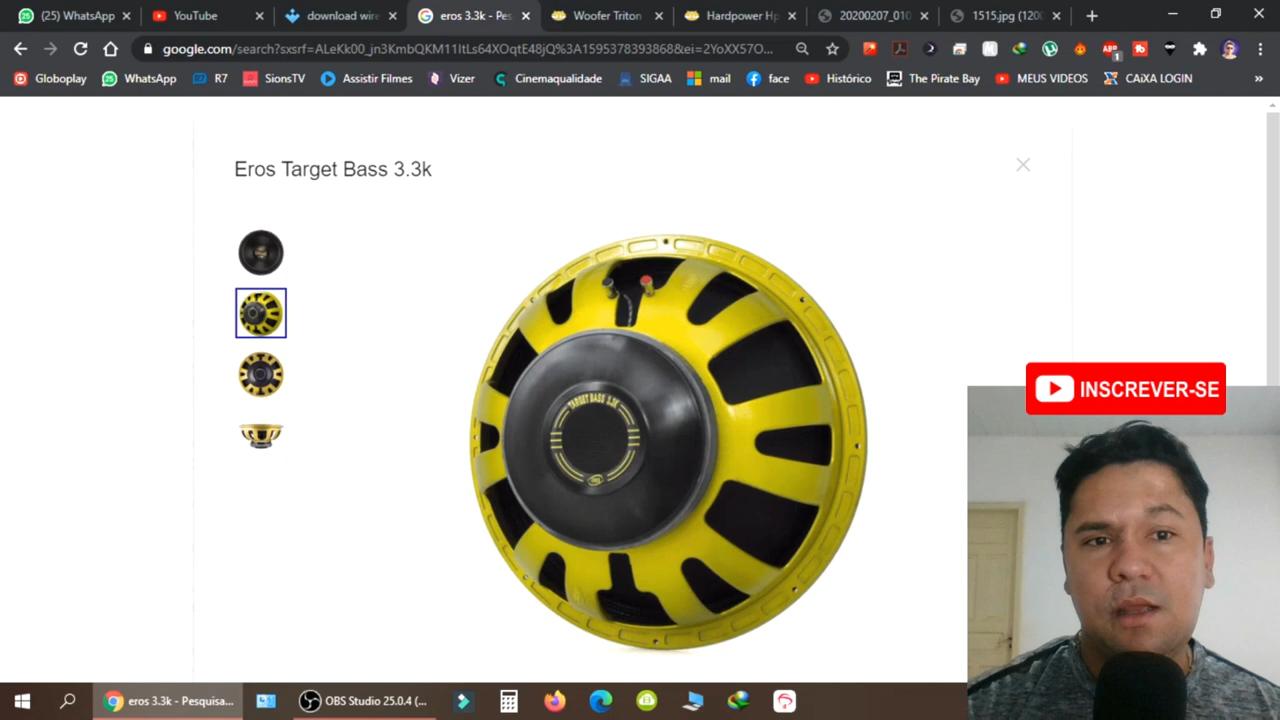 (25) WhatsApp
YouTube
download wire
eros 3.3k - Pes
Woofer Triton
Hardpower Hp
20200207_010
1515.jpg (1200
google.com/search?sxsrf=ALeKk00_jn3KmbQKM11ItLs64XOqtE48jQ%3A1595378393868&ei=2YoXX57O...
Globoplay
WhatsApp
R7
SionsTV
Assistir Filmes
Vizer
Cinemaqualidade
SIGAA
mail
face
Histórico
The Pirate Bay
MEUS VIDEOS
CAiXA LOGIN
»
Eros Target Bass 3.3k
TARGET BASS 3.3K
INSCREVER-SE
eros 3.3k - Pesquisa...
OBS Studio 25.0.4 (...